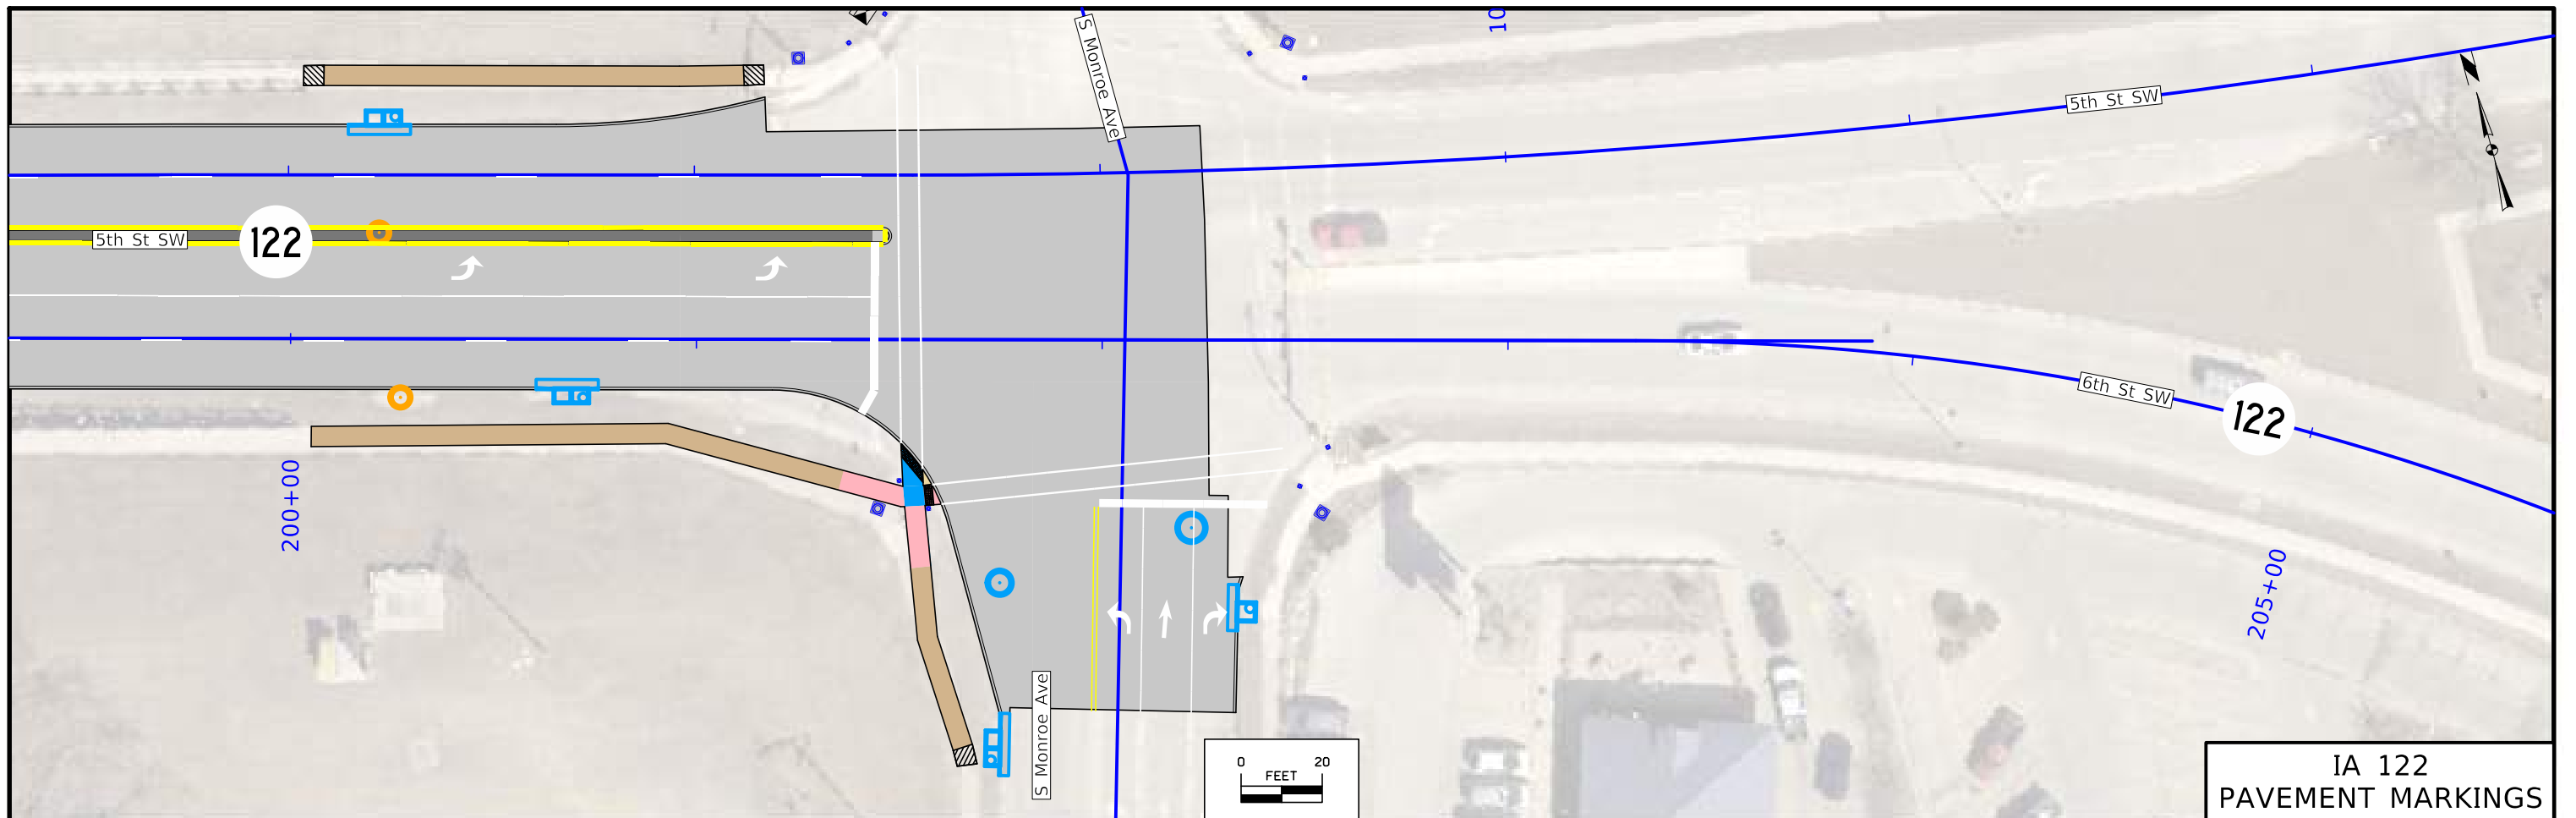 10
S Monroe Ave
5th St SW
5th St SW
122
6th St SW
122
200+00
205+00
S Monroe Ave
0 20
FEET
IA 122
PAVEMENT MARKINGS